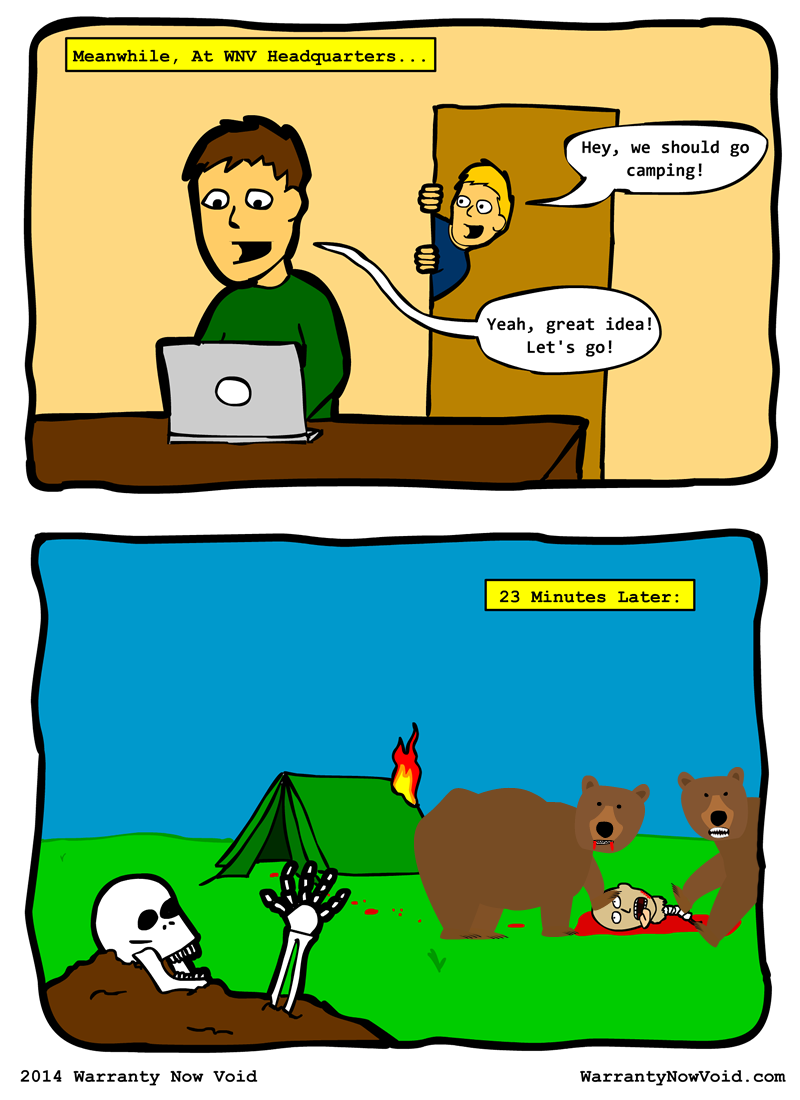 Meanwhile, At WNV Headquarters...
Hey, we should go
camping!
Yeah, great idea!
Let's go!
23 Minutes Later:
2014 Warranty Now Void
WarrantyNowVoid.com